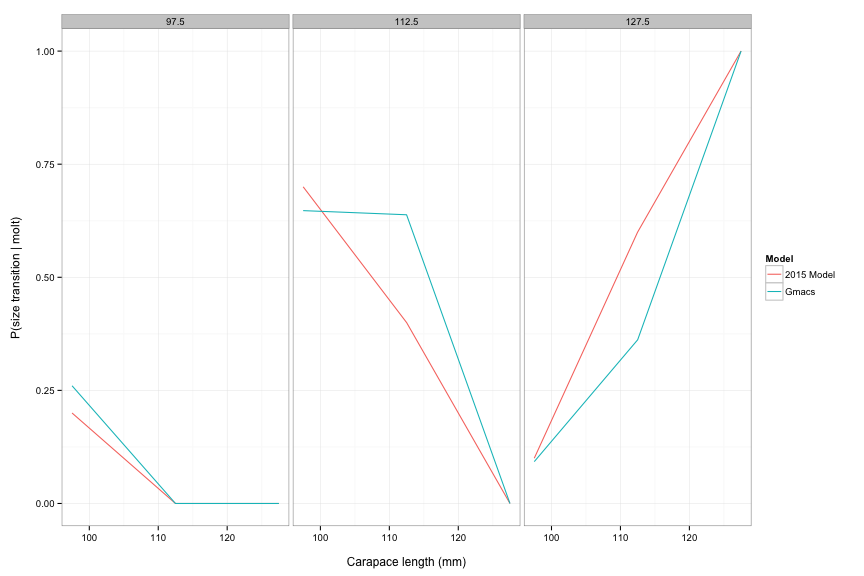 97.5 112.5 127.5
1.00
0.75
0.50
0.25
0.00
P(size transition | molt)
100 110 120 100 110 120 100 110 120
Carapace length (mm)
Model
2015 Model
Gmacs